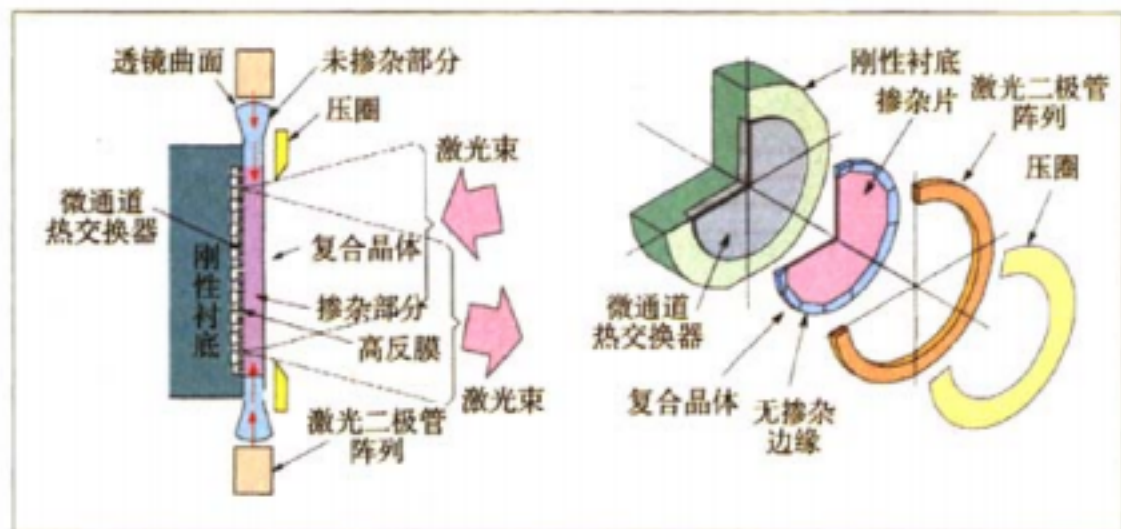 透镜曲面
未掺杂部分
压圈
激光束
微通道
热交换器
刚性衬底
复合晶体
掺杂部分
高反膜
激光束
激光二极管
阵列
刚性衬底
掺杂片
激光二极管
阵列
压圈
微通道
热交换器
复合晶体
无掺杂
边缘